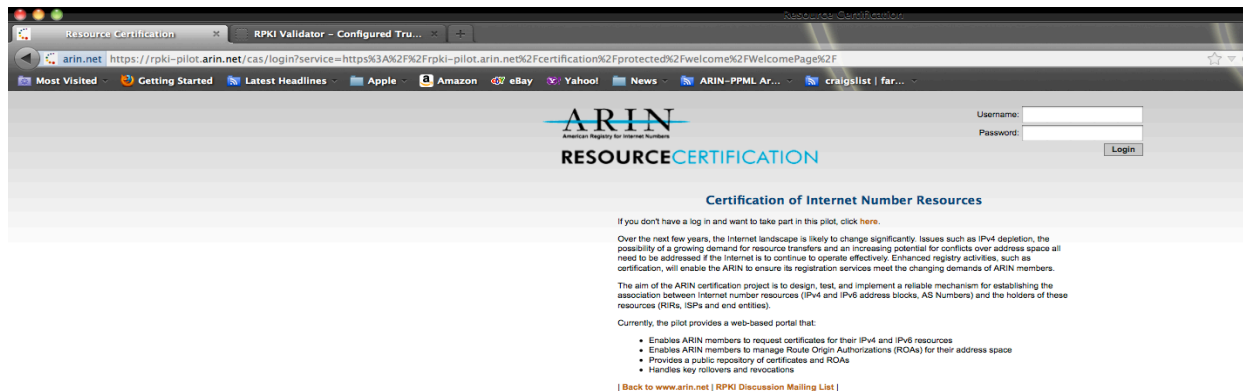 Resource Certification
Resource Certification × RPKI Validator – Configured Tru... × +
arin.net https://rpki-pilot.arin.net/cas/login?service=https%3A%2F%2Frpki-pilot.arin.net%2Fcertification%2Fprotected%2Fwelcome%2FWelcomePage%2F
Most Visited Getting Started Latest Headlines Apple Amazon eBay Yahoo! News ARIN-PPML Ar... craigslist | far...
ARIN
American Registry for Internet Numbers
RESOURCECERTIFICATION
Username:
Password:
Login
Certification of Internet Number Resources
If you don't have a log in and want to take part in this pilot, click here.
Over the next few years, the Internet landscape is likely to change significantly. Issues such as IPv4 depletion, the
possibility of a growing demand for resource transfers and an increasing potential for conflicts over address space all
need to be addressed if the Internet is to continue to operate effectively. Enhanced registry activities, such as
certification, will enable the ARIN to ensure its registration services meet the changing demands of ARIN members.
The aim of the ARIN certification project is to design, test, and implement a reliable mechanism for establishing the
association between Internet number resources (IPv4 and IPv6 address blocks, AS Numbers) and the holders of these
resources (RIRs, ISPs and end entities).
Currently, the pilot provides a web-based portal that:
• Enables ARIN members to request certificates for their IPv4 and IPv6 resources
• Enables ARIN members to manage Route Origin Authorizations (ROAs) for their address space
• Provides a public repository of certificates and ROAs
• Handles key rollovers and revocations
| Back to www.arin.net | RPKI Discussion Mailing List |